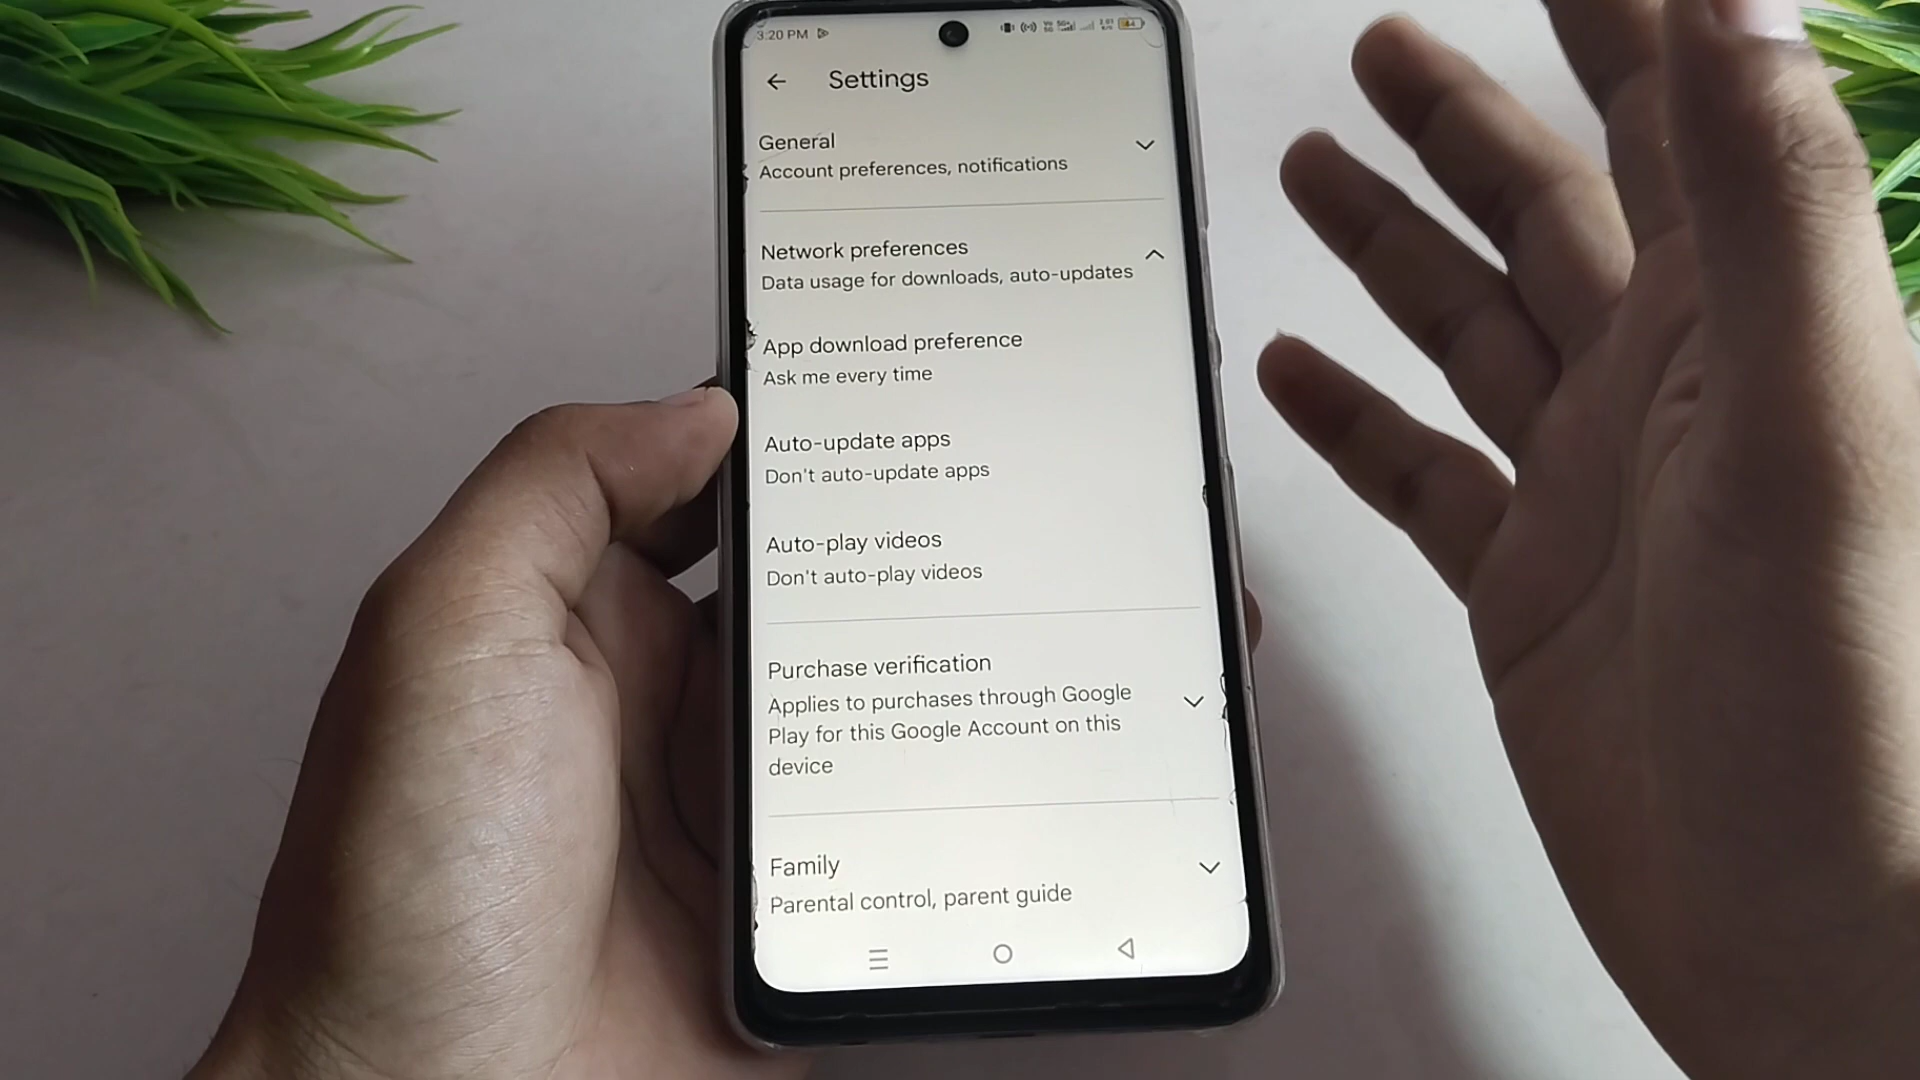 3:20 PM
Settings
General
Account preferences, notifications
Network preferences
Data usage for downloads, auto-updates
App download preference
Ask me every time
Auto-update apps
Don't auto-update apps
Auto-play videos
Don't auto-play videos
Purchase verification
Applies to purchases through Google
Play for this Google Account on this
device
Family
Parental control, parent guide